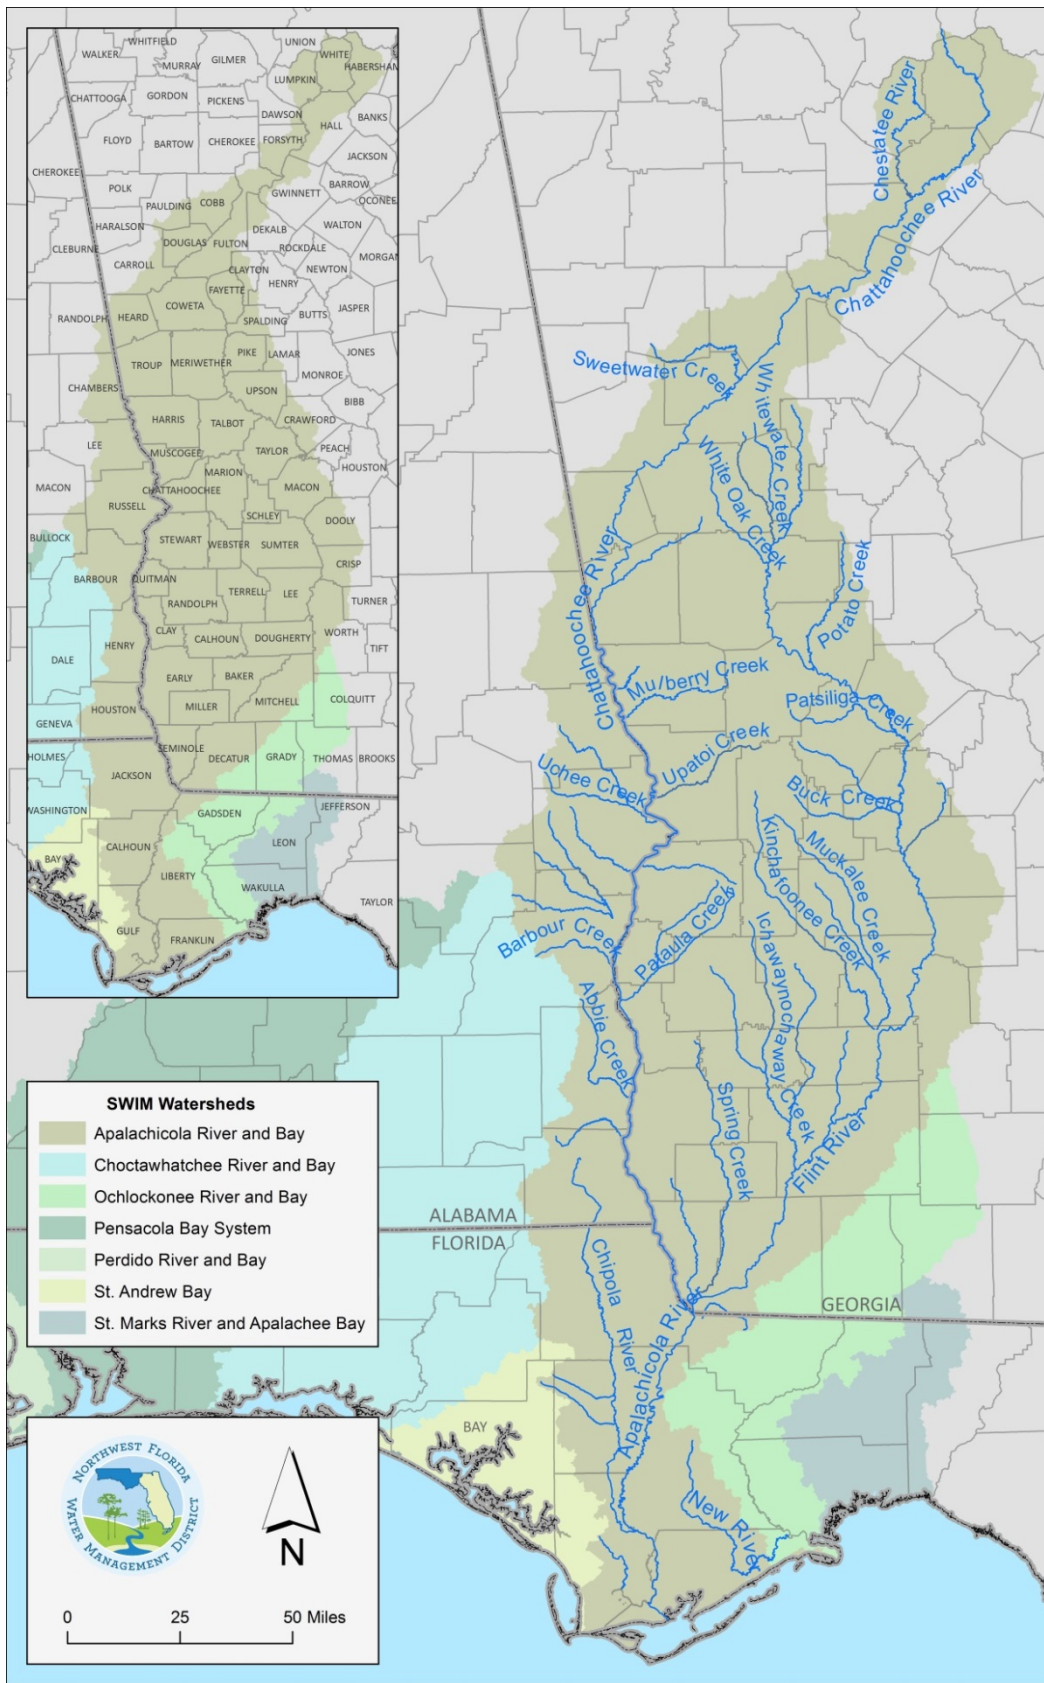 WHITFIELD
UNION
WALKER
MURRAY
GILMER
WHITE
HABERSHAM
LUMPKIN
CHATTOOGA
GORDON
PICKENS
DAWSON
BANKS
HALL
FLOYD
BARTOW
CHEROKEE
FORSYTH
JACKSON
CHEROKEE
POLK
BARROW
GWINNETT
OCONEE
PAULDING
COBB
HARALSON
DEKALB
WALTON
CLEBURNE
DOUGLAS
FULTON
ROCKDALE
MORGAN
CARROLL
CLAYTON
NEWTON
HENRY
FAYETTE
RANDOLPH
HEARD
COWETA
SPALDING
BUTTS
JASPER
TROUP
MERIWETHER
PIKE
LAMAR
JONES
MONROE
CHAMBERS
UPSON
BIBB
HARRIS
TALBOT
CRAWFORD
LEE
MUSCOGEE
TAYLOR
PEACH
HOUSTON
MARION
MACON
CHATTAHOOCHEE
MACON
RUSSELL
SCHLEY
DOOLY
BULLOCK
STEWART
WEBSTER
SUMTER
CRISP
BARBOUR
QUITMAN
TERRELL
LEE
RANDOLPH
TURNER
CLAY
CALHOUN
DOUGHERTY
WORTH
HENRY
TIFT
DALE
EARLY
BAKER
MITCHELL
COLQUITT
HOUSTON
MILLER
GENEVA
HOLMES
SEMINOLE
DECATUR
GRADY
THOMAS
BROOKS
JACKSON
WASHINGTON
GADSDEN
JEFFERSON
CALHOUN
LEON
BAY
LIBERTY
WAKULLA
TAYLOR
GULF
FRANKLIN
Chestatee River
Chattahoochee River
Sweetwater Creek
Whitewater Creek
White Oak Creek
Chattahoochee River
Potato Creek
Mulberry Creek
Patsiliga Creek
Upatoi Creek
Uchee Creek
Buck Creek
Kinchafoonee Creek
Muckalee Creek
Ichawaynochaway Creek
Barbour Creek
Pataula Creek
Abbie Creek
Spring Creek
Flint River
Chipola River
Apalachicola River
New River
ALABAMA
FLORIDA
GEORGIA
BAY
SWIM Watersheds
Apalachicola River and Bay
Choctawhatchee River and Bay
Ochlockonee River and Bay
Pensacola Bay System
Perdido River and Bay
St. Andrew Bay
St. Marks River and Apalachee Bay
NORTHWEST FLORIDA
WATER MANAGEMENT DISTRICT
N
0 25 50 Miles